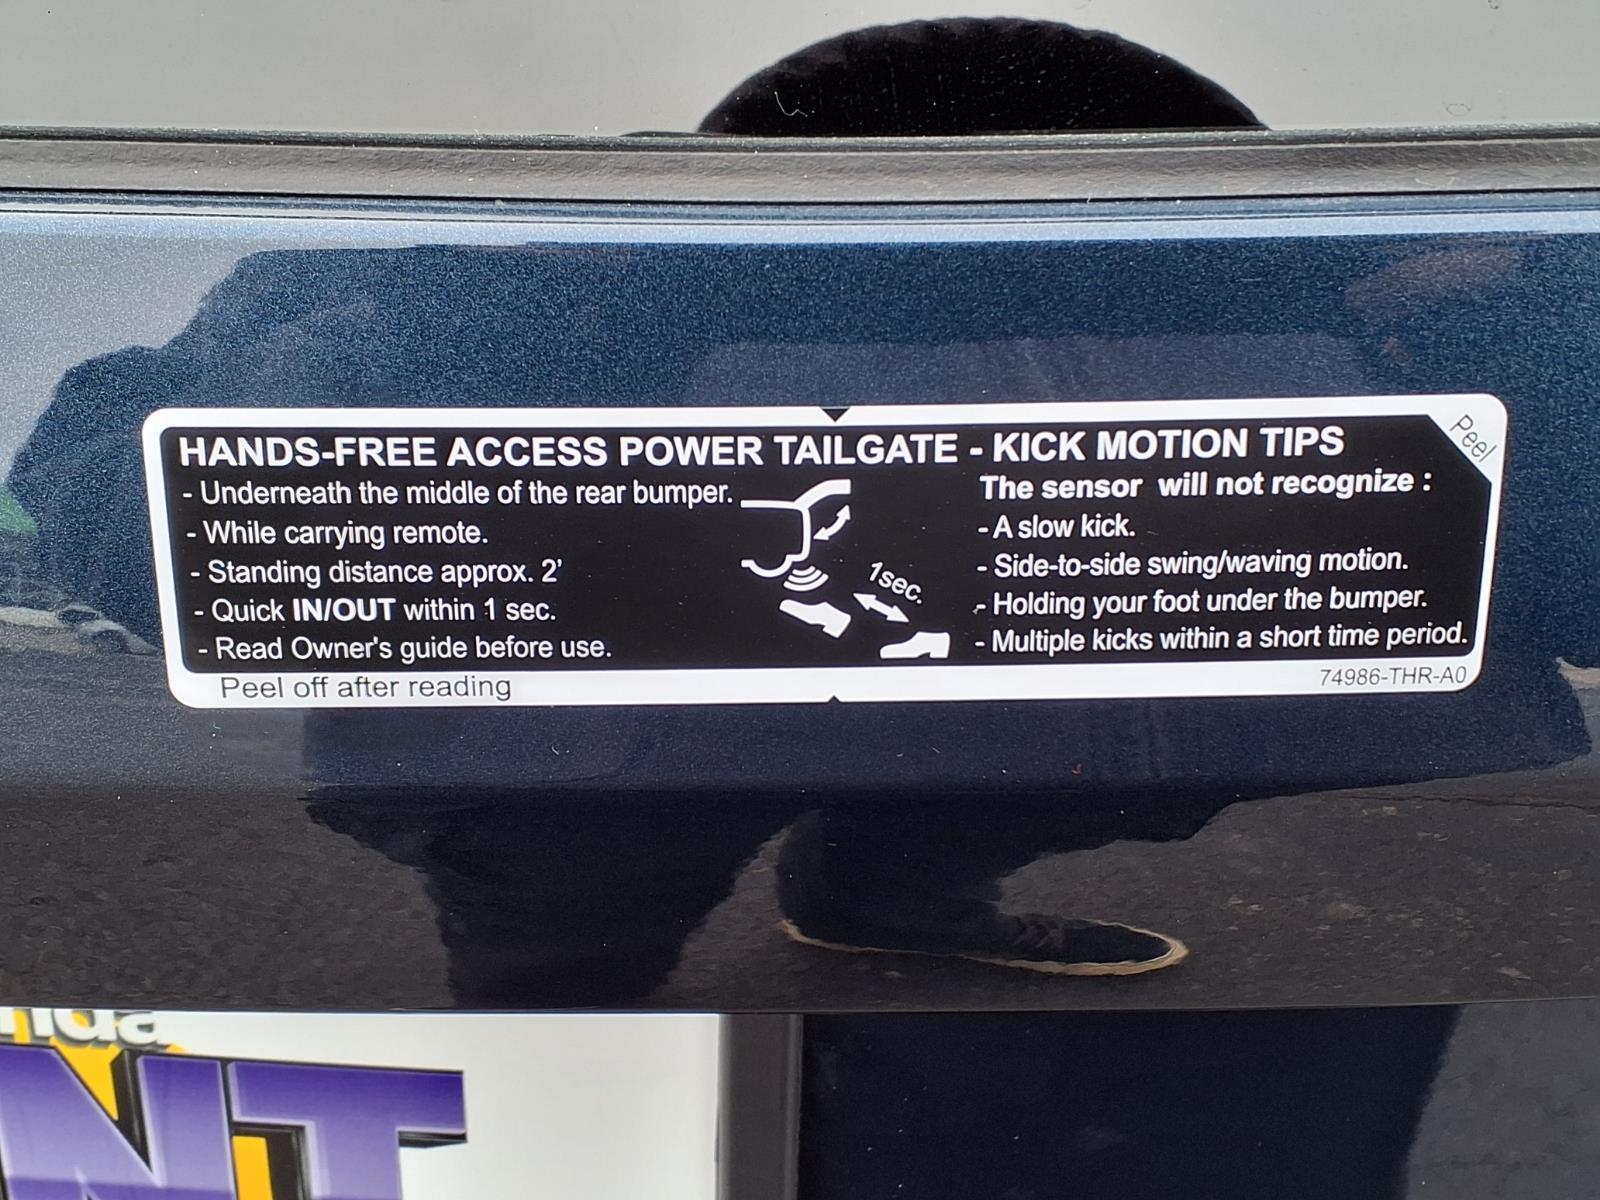 HANDS-FREE ACCESS POWER TAILGATE - KICK MOTION TIPS
- Underneath the middle of the rear bumper.
- While carrying remote.
- Standing distance approx. 2'
- Quick IN/OUT within 1 sec.
- Read Owner's guide before use.
1sec.
The sensor will not recognize :
- A slow kick.
- Side-to-side swing/waving motion.
- Holding your foot under the bumper.
- Multiple kicks within a short time period.
Peel
Peel off after reading
74986-THR-A0
nda
NT